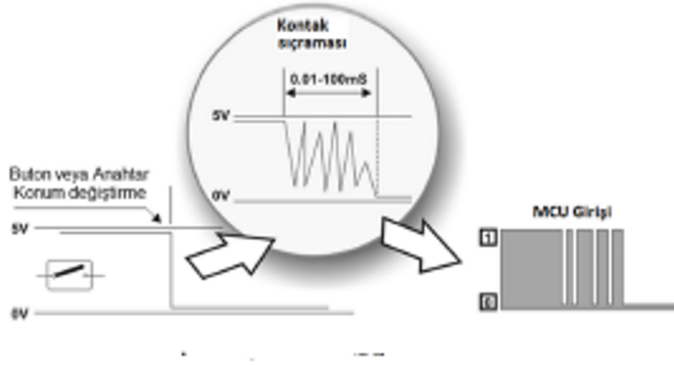 Kontak
sıçraması
0.01-100mS
5V
0V
Buton veya Anahtar
Konum değiştirme
5V
0V
MCU Girişi
1
0